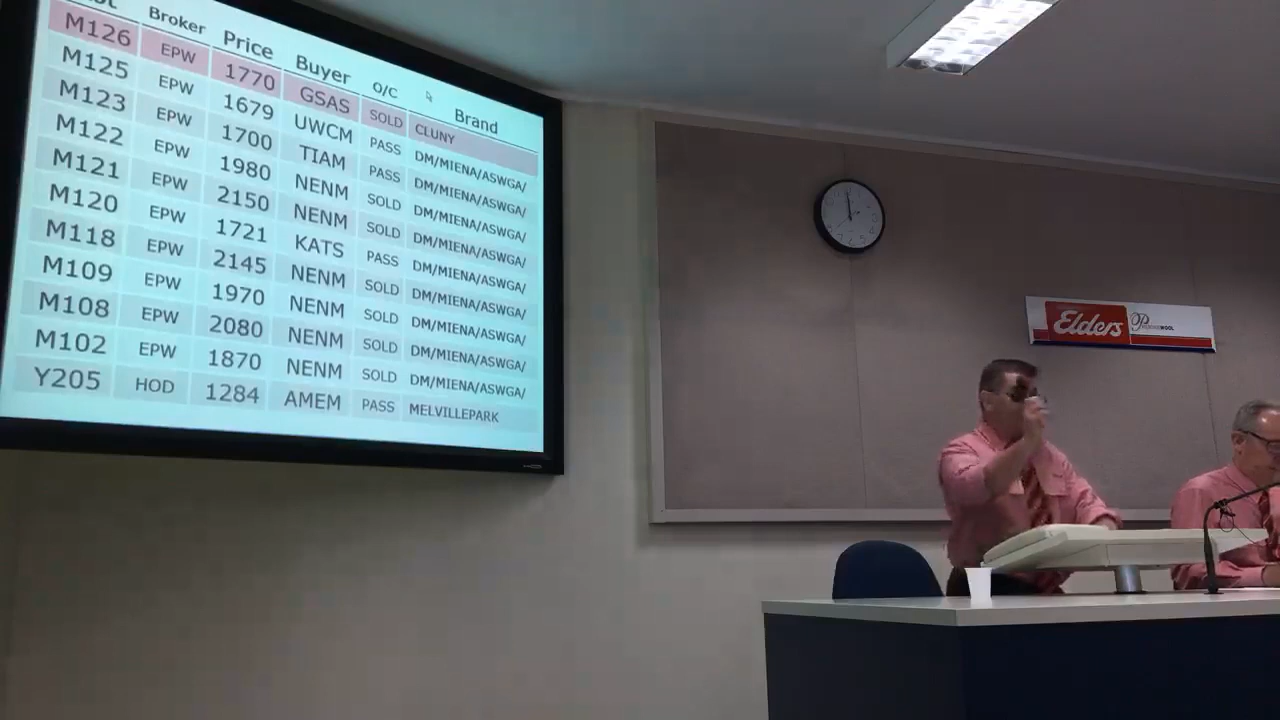 Broker Price Buyer O/C Brand
M126 EPW 1770 GSAS SOLD CLUNY
M125 EPW 1679 UWCM PASS DM/MIENA/ASWGA/
M123 EPW 1700 TIAM PASS DM/MIENA/ASWGA/
M122 EPW 1980 NENM SOLD DM/MIENA/ASWGA/
M121 EPW 2150 NENM SOLD DM/MIENA/ASWGA/
M120 EPW 1721 KATS PASS DM/MIENA/ASWGA/
M118 EPW 2145 NENM SOLD DM/MIENA/ASWGA/
M109 EPW 1970 NENM SOLD DM/MIENA/ASWGA/
M108 EPW 2080 NENM SOLD DM/MIENA/ASWGA/
M102 EPW 1870 NENM SOLD DM/MIENA/ASWGA/
Y205 HOD 1284 AMEM PASS MELVILLEPARK
Elders